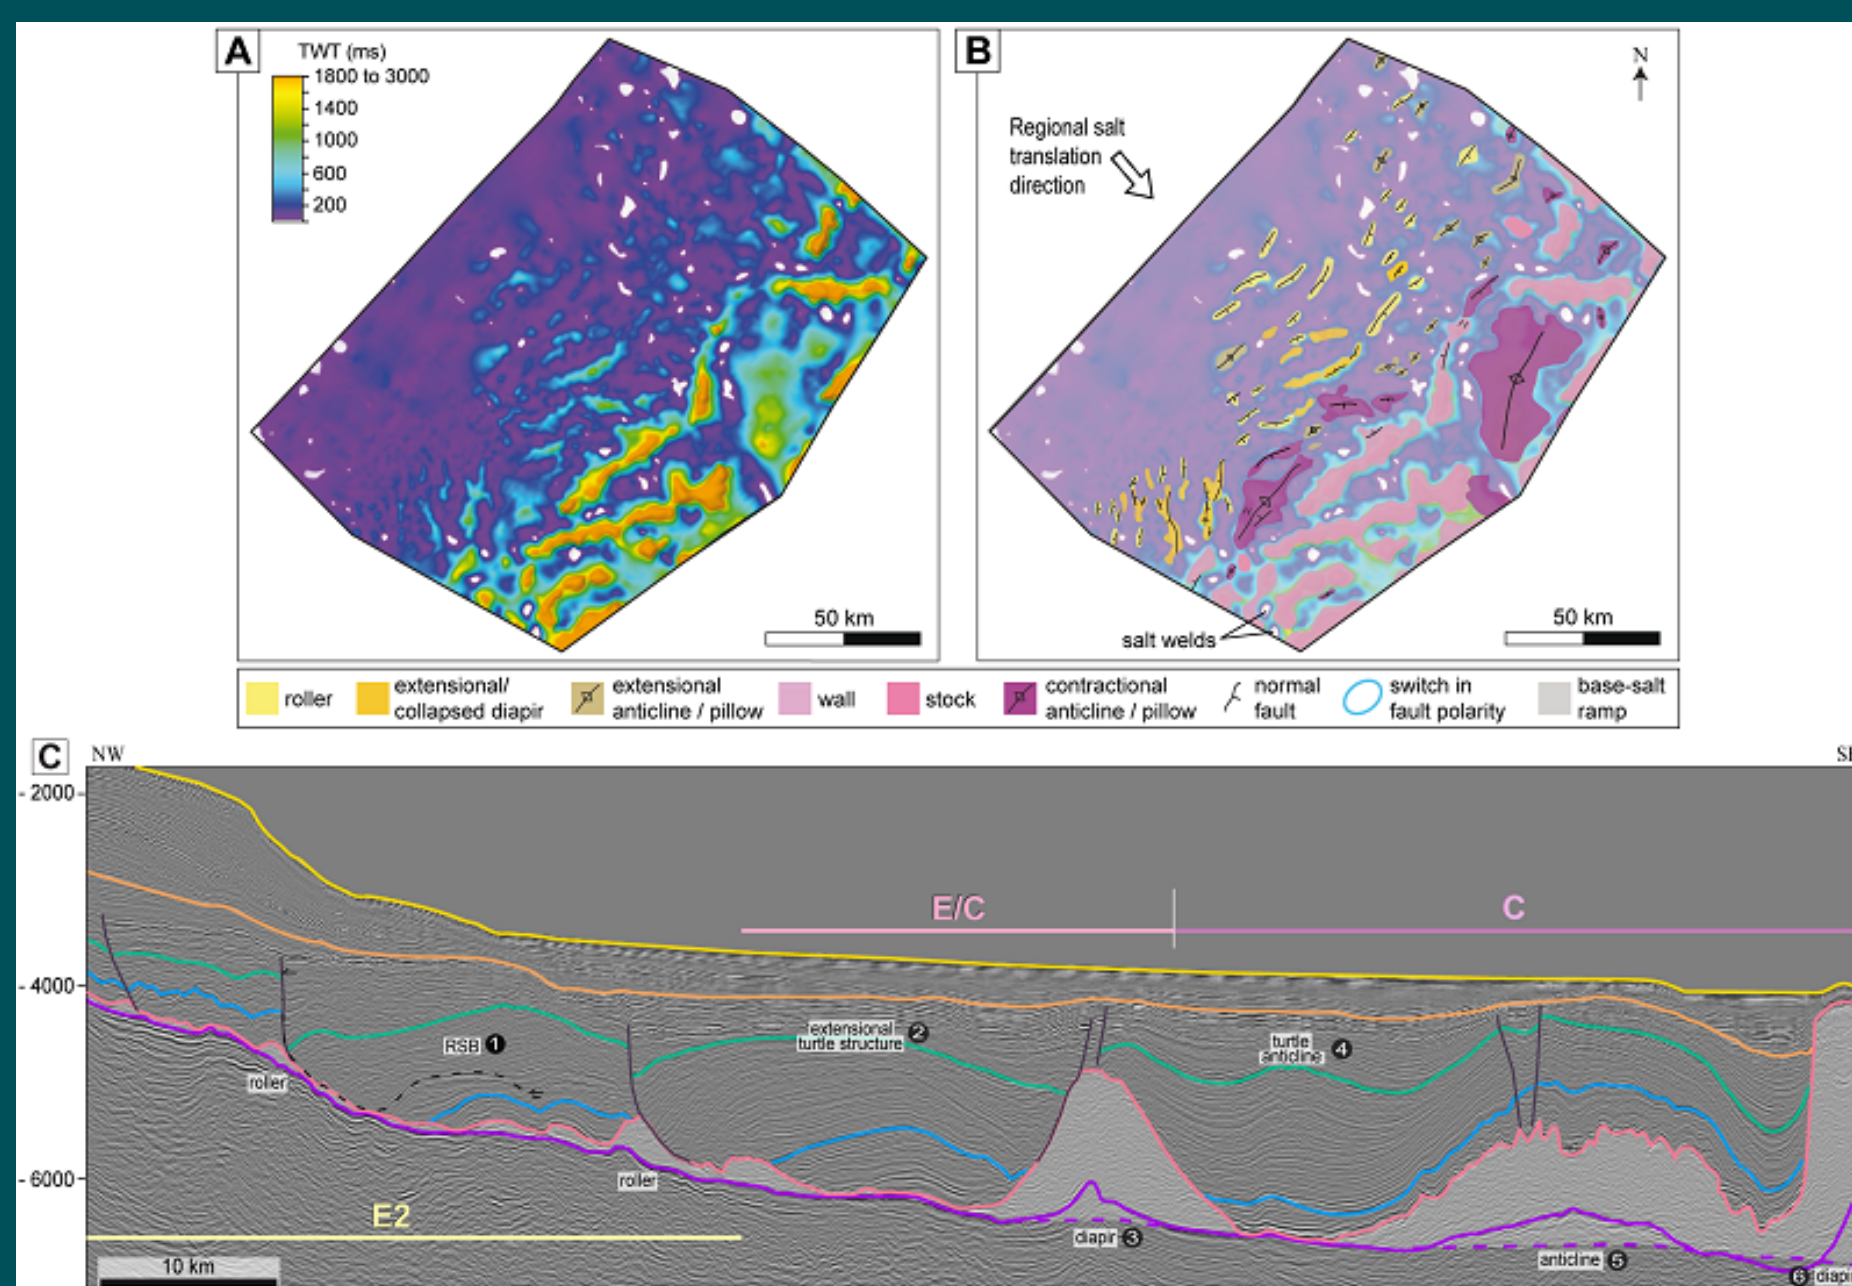 A
TWT (ms)
1800 to 3000
1400
1000
600
200
50 km
B
N
Regional salt
translation
direction
salt welds
50 km
roller
extensional/
collapsed diapir
extensional
anticline / pillow
wall
stock
contractional
anticline / pillow
normal
fault
switch in
fault polarity
base-salt
ramp
C
NW
- 2000
- 4000
- 6000
E/C
C
RSB 1
extensional
turtle structure 2
turtle
anticline 4
roller
roller
E2
diapir 3
anticline 5
6
10 km